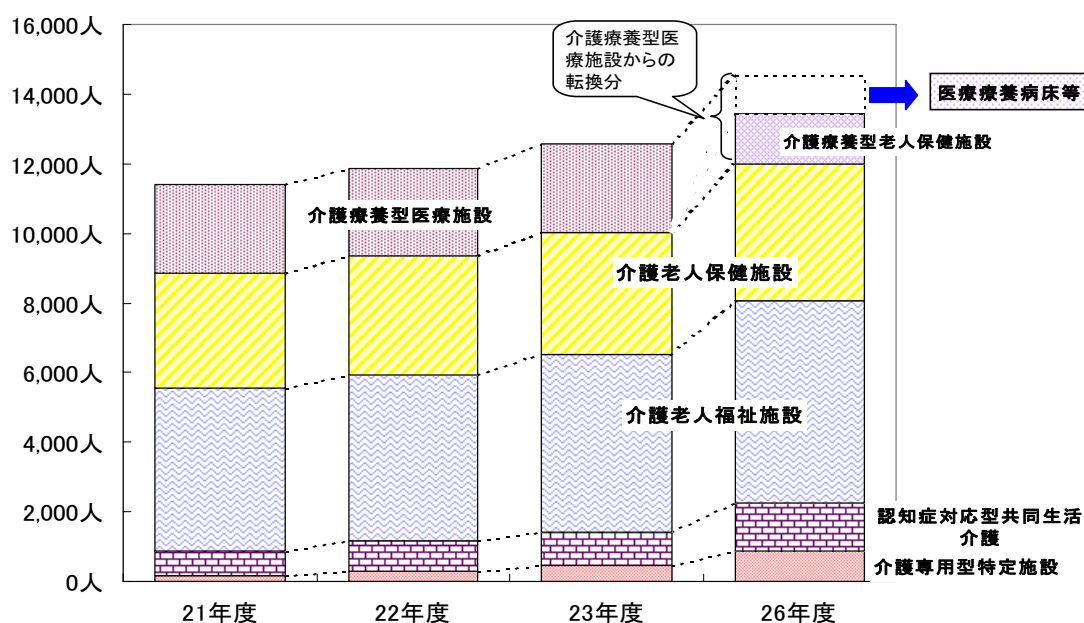 16,000人
14,000人
12,000人
10,000人
8,000人
6,000人
4,000人
2,000人
0人
介護療養型医
療施設からの
転換分
医療療養病床等
介護療養型老人保健施設
介護療養型医療施設
介護老人保健施設
介護老人福祉施設
認知症対応型共同生活
介護
介護専用型特定施設
21年度
22年度
23年度
26年度